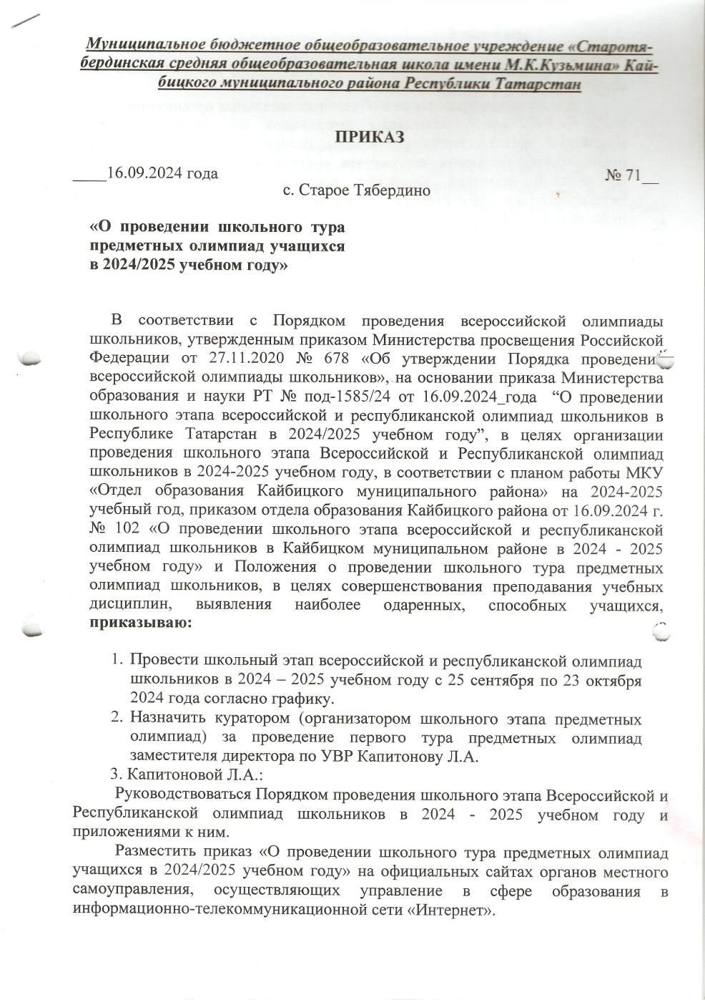 Муниципальное бюджетное общеобразовательное учреждение «Старотя-
бердинская средняя общеобразовательная школа имени М.К.Кузьмина» Кай-
бицкого муниципального района Республики Татарстан
ПРИКАЗ
____16.09.2024 года № 71__
с. Старое Тябердино
«О проведении школьного тура
предметных олимпиад учащихся
в 2024/2025 учебном году»
В соответствии с Порядком проведения всероссийской олимпиады
школьников, утвержденным приказом Министерства просвещения Российской
Федерации от 27.11.2020 № 678 «Об утверждении Порядка проведения
всероссийской олимпиады школьников», на основании приказа Министерства
образования и науки РТ № под-1585/24 от 16.09.2024_года “О проведении
школьного этапа всероссийской и республиканской олимпиад школьников в
Республике Татарстан в 2024/2025 учебном году”, в целях организации
проведения школьного этапа Всероссийской и Республиканской олимпиад
школьников в 2024-2025 учебном году, в соответствии с планом работы МКУ
«Отдел образования Кайбицкого муниципального района» на 2024-2025
учебный год, приказом отдела образования Кайбицкого района от 16.09.2024 г.
№ 102 «О проведении школьного этапа всероссийской и республиканской
олимпиад школьников в Кайбицком муниципальном районе в 2024 - 2025
учебном году» и Положения о проведении школьного тура предметных
олимпиад школьников, в целях совершенствования преподавания учебных
дисциплин, выявления наиболее одаренных, способных учащихся,
приказываю:
1. Провести школьный этап всероссийской и республиканской олимпиад
школьников в 2024 – 2025 учебном году с 25 сентября по 23 октября
2024 года согласно графику.
2. Назначить куратором (организатором школьного этапа предметных
олимпиад) за проведение первого тура предметных олимпиад
заместителя директора по УВР Капитонову Л.А.
3. Капитоновой Л.А.:
Руководствоваться Порядком проведения школьного этапа Всероссийской и
Республиканской олимпиад школьников в 2024 - 2025 учебном году и
приложениями к ним.
Разместить приказ «О проведении школьного тура предметных олимпиад
учащихся в 2024/2025 учебном году» на официальных сайтах органов местного
самоуправления, осуществляющих управление в сфере образования в
информационно-телекоммуникационной сети «Интернет».